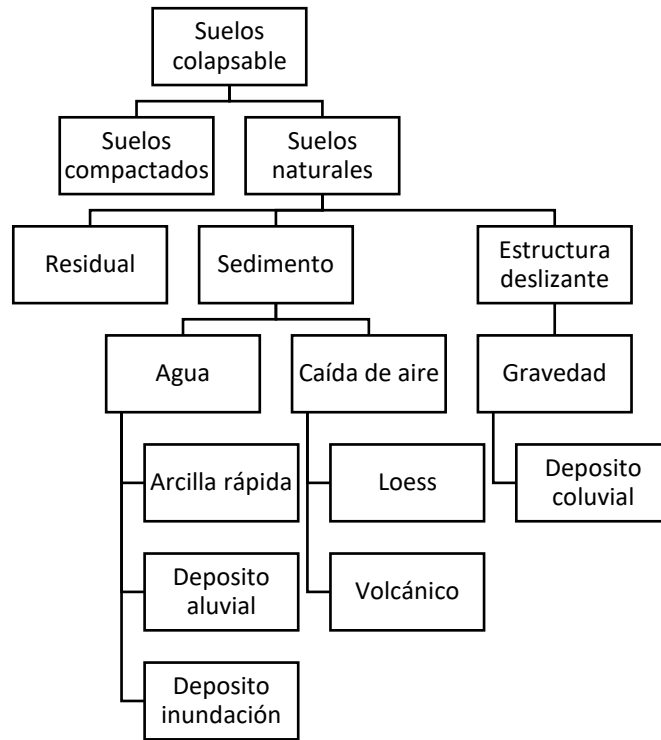 Suelos
colapsable
Suelos
compactados
Suelos
naturales
Residual
Sedimento
Estructura
deslizante
Agua
Caída de aire
Gravedad
Arcilla rápida
Loess
Deposito
coluvial
Deposito
aluvial
Volcánico
Deposito
inundación